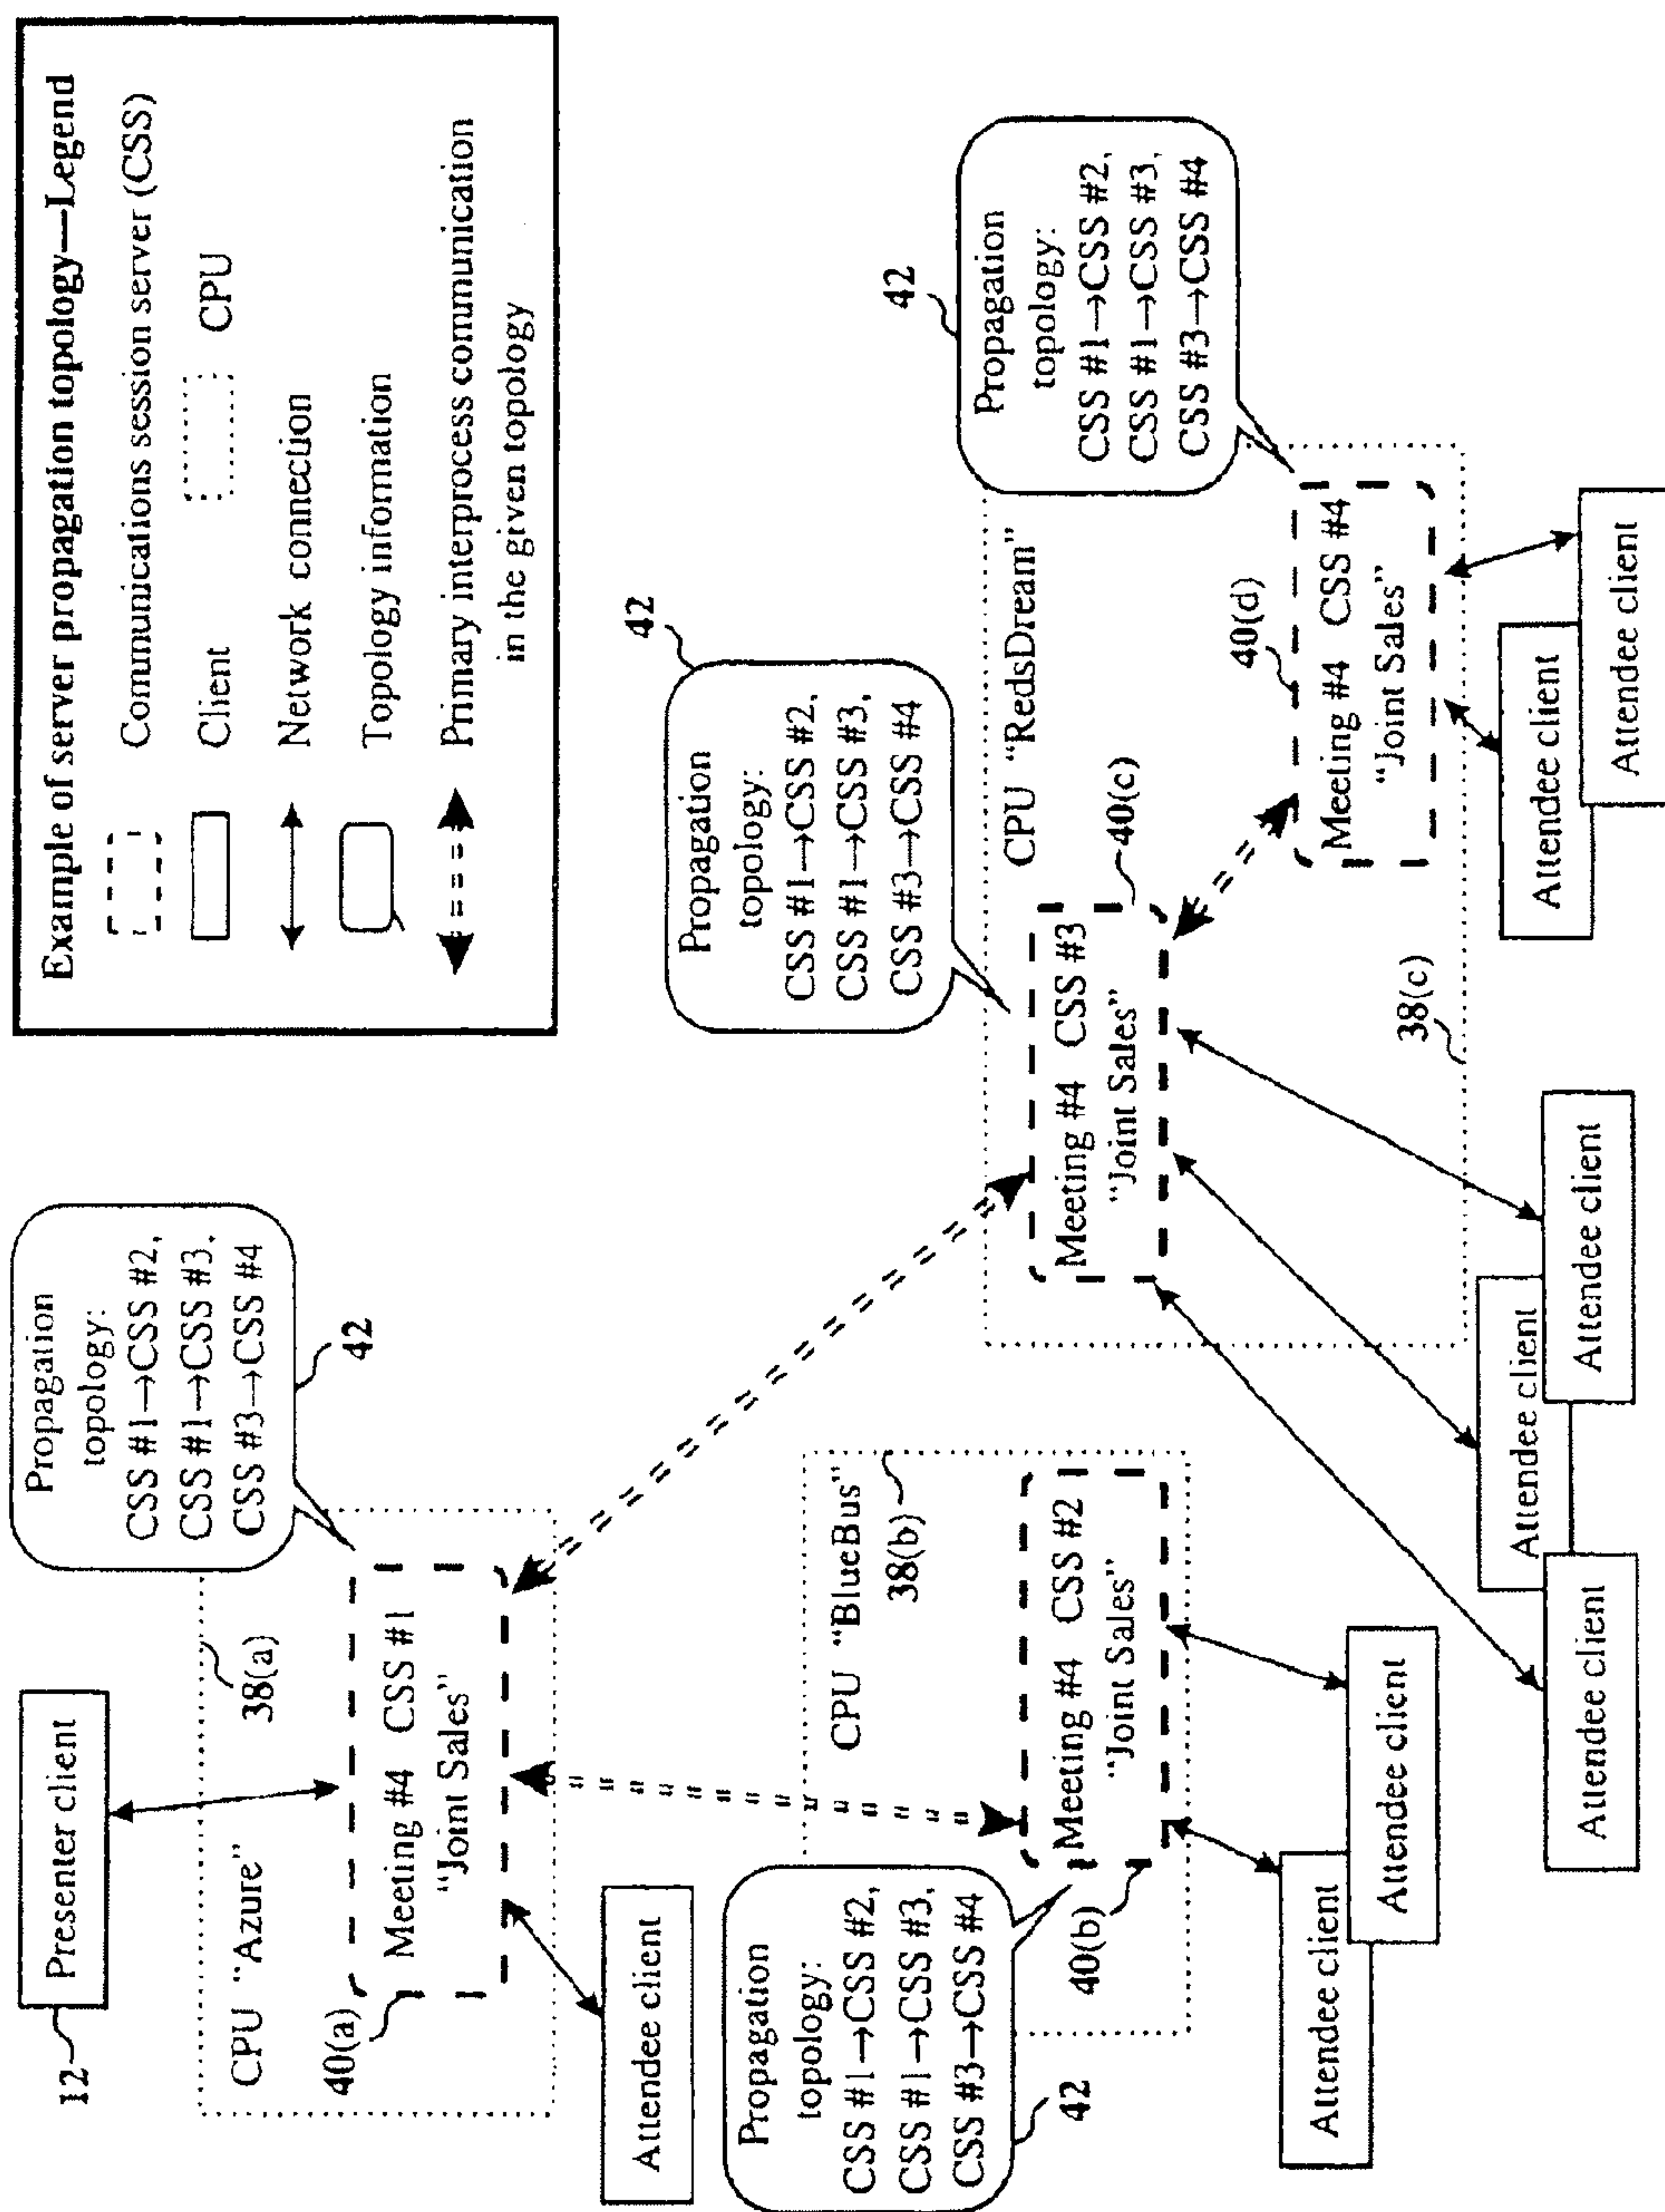 Example of server propagation topology—Legend
Communications session server (CSS)
Client
CPU
Network connection
Topology information
Primary interprocess communication
in the given topology
12
Presenter client
38(a)
CPU "Azure"
40(a)
Meeting #4 CSS #1
"Joint Sales"
Propagation
topology:
CSS #1→CSS #2,
CSS #1→CSS #3,
CSS #3→CSS #4
42
Attendee client
Propagation
topology:
CSS #1→CSS #2,
CSS #1→CSS #3,
CSS #3→CSS #4
42
CPU "BlueBus"
38(b)
40(b)
Meeting #4 CSS #2
"Joint Sales"
Attendee client
Attendee client
42
Propagation
topology:
CSS #1→CSS #2,
CSS #1→CSS #3,
CSS #3→CSS #4
CPU "RedsDream"
40(c)
Meeting #4 CSS #3
"Joint Sales"
38(c)
Attendee client
Attendee client
Attendee client
42
Propagation
topology:
CSS #1→CSS #2,
CSS #1→CSS #3,
CSS #3→CSS #4
40(d)
Meeting #4 CSS #4
"Joint Sales"
Attendee client
Attendee client